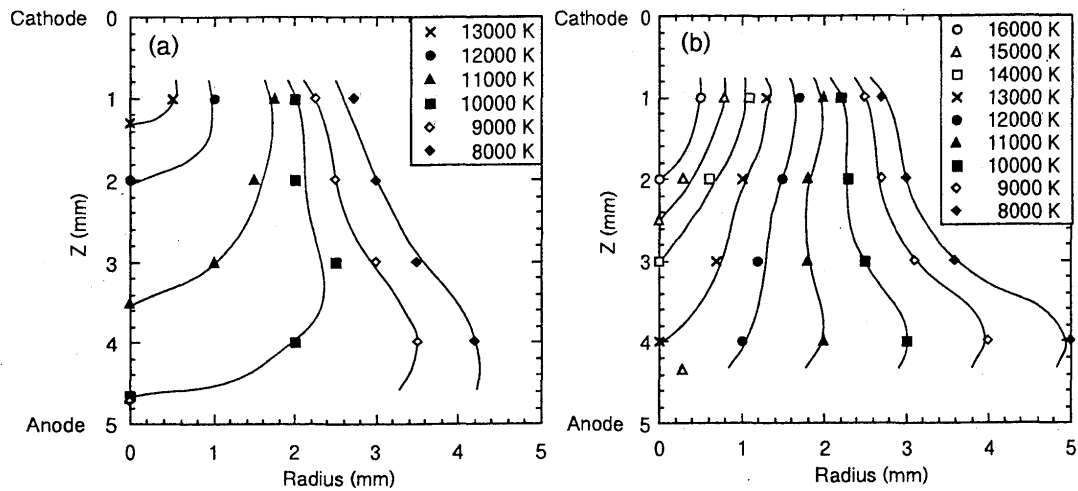 Cathode 0
(a)
13000 K
12000 K
11000 K
10000 K
9000 K
8000 K
1
2
3
4
Anode 5
Z (mm)
0 1 2 3 4 5
Radius (mm)
Cathode 0
(b)
16000 K
15000 K
14000 K
13000 K
12000 K
11000 K
10000 K
9000 K
8000 K
1
2
3
4
Anode 5
Z (mm)
0 1 2 3 4 5
Radius (mm)